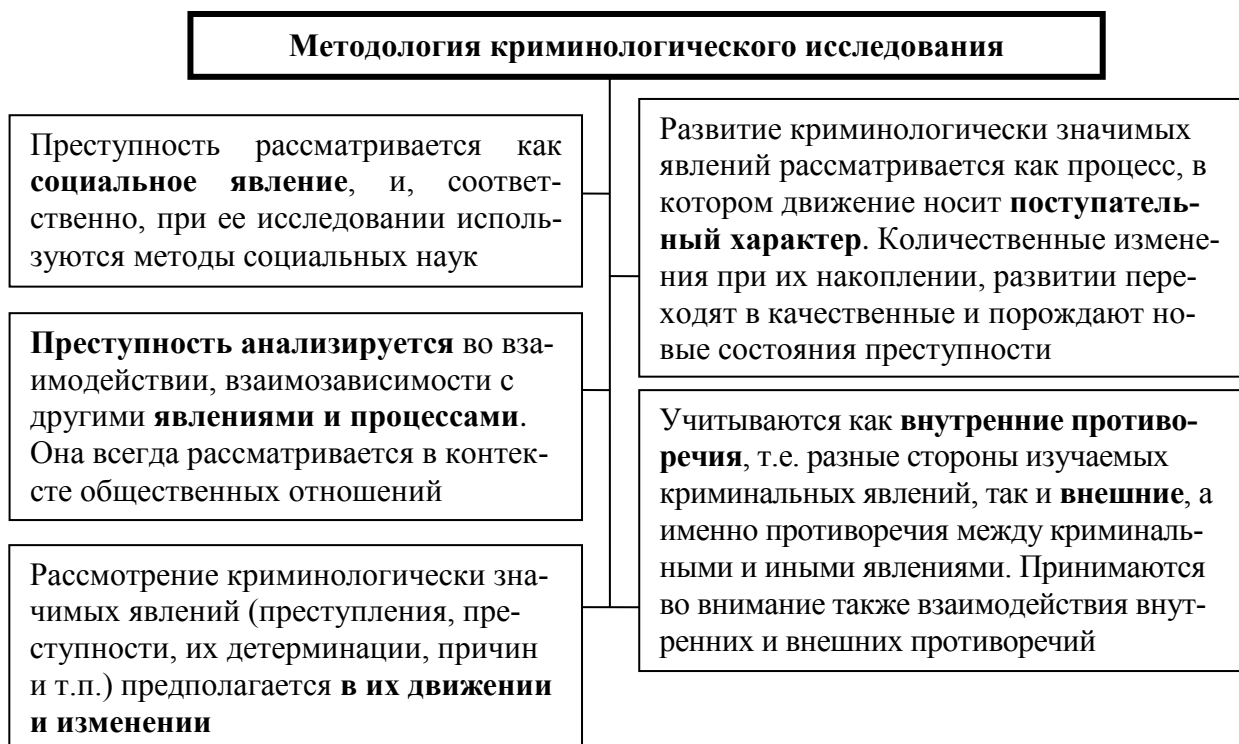 Методология криминологического исследования
Преступность рассматривается как
социальное явление, и, соответ-
ственно, при ее исследовании исполь-
зуются методы социальных наук
Преступность анализируется во вза-
имодействии, взаимозависимости с
другими явлениями и процессами.
Она всегда рассматривается в контек-
сте общественных отношений
Рассмотрение криминологически зна-
чимых явлений (преступления, пре-
ступности, их детерминации, причин
и т.п.) предполагается в их движении
и изменении
Развитие криминологически значимых
явлений рассматривается как процесс, в
котором движение носит поступатель-
ный характер. Количественные измене-
ния при их накоплении, развитии пере-
ходят в качественные и порождают но-
вые состояния преступности
Учитываются как внутренние противо-
речия, т.е. разные стороны изучаемых
криминальных явлений, так и внешние, а
именно противоречия между криминаль-
ными и иными явлениями. Принимаются
во внимание также взаимодействия внут-
ренних и внешних противоречий